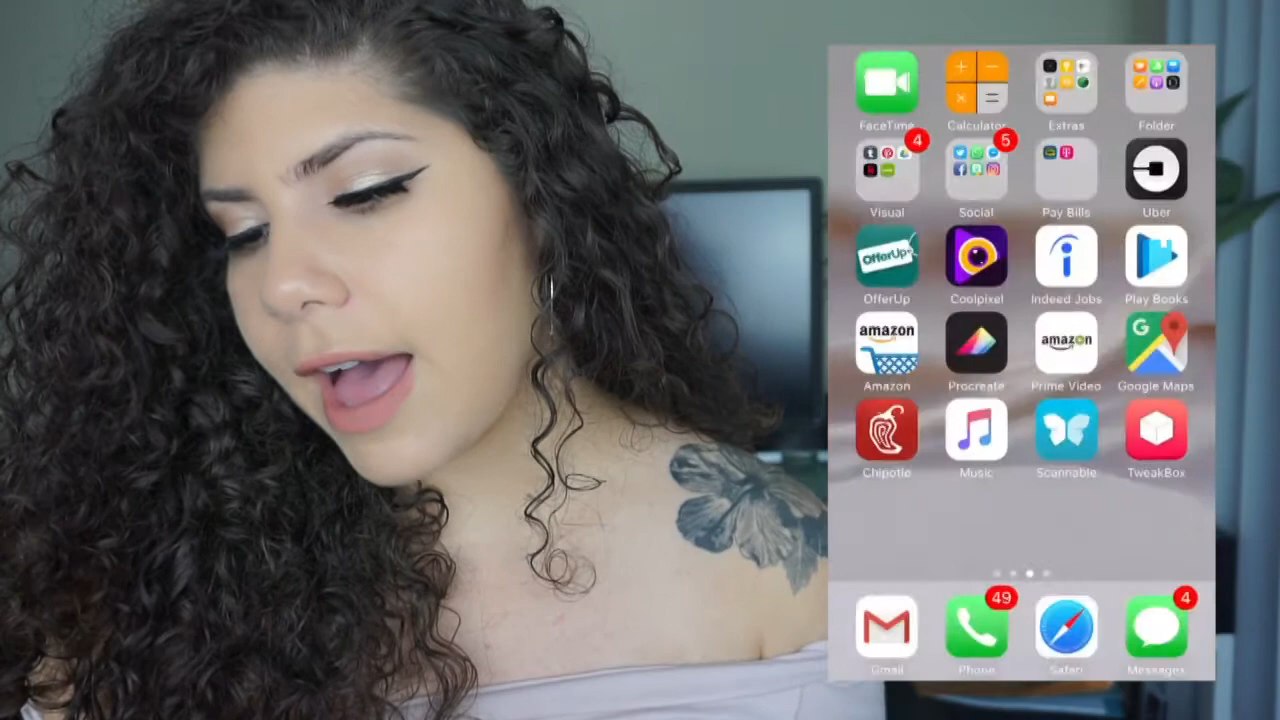 FaceTime Calculator Extras Folder
4 5
Visual Social Pay Bills Uber
OfferUp
OfferUp Coolpixel Indeed Jobs Play Books
amazon amazon G
Amazon Procreate Prime Video Google Maps
Chipotle Music Scannable TweakBox
49 4
Gmail Phone Safari Messages